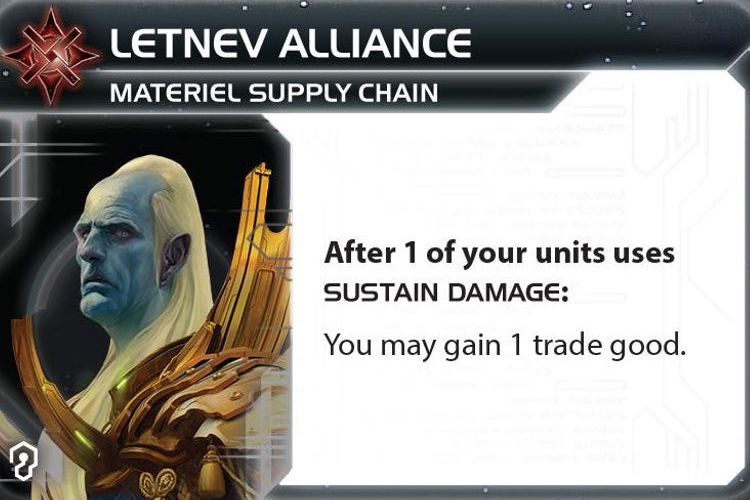 LETNEV ALLIANCE
MATERIEL SUPPLY CHAIN
After 1 of your units uses
SUSTAIN DAMAGE:
You may gain 1 trade good.